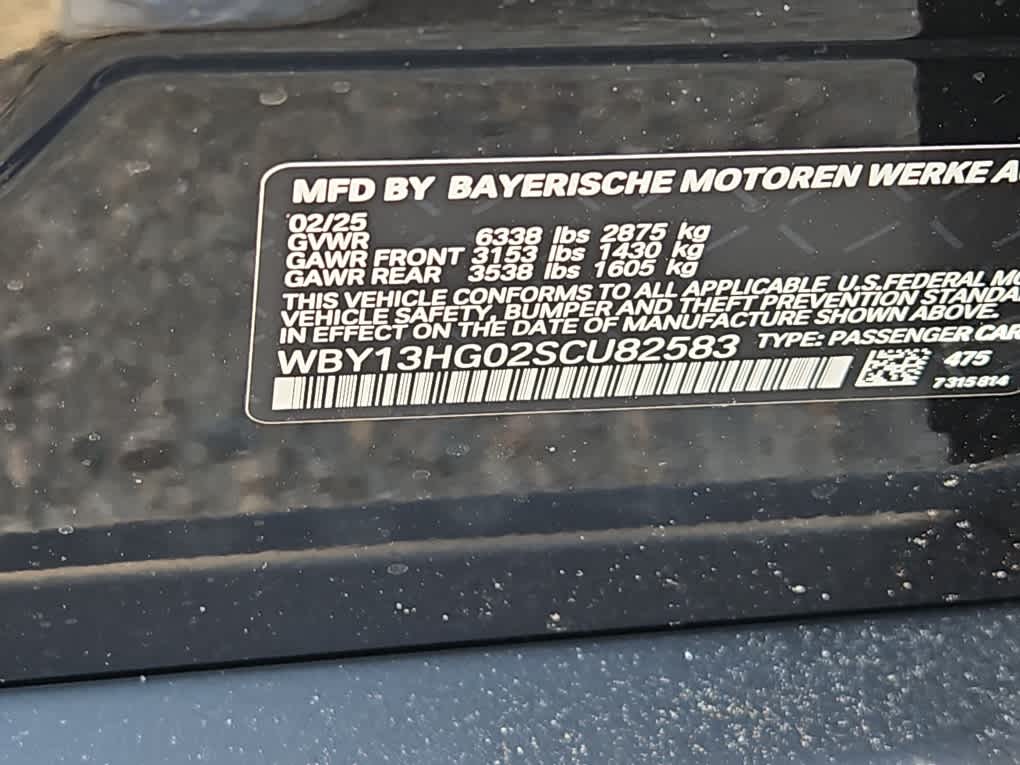 MFD BY BAYERISCHE MOTOREN WERKE A
02/25
GVWR 6338 lbs 2875 kg
GAWR FRONT 3153 lbs 1430 kg
GAWR REAR 3538 lbs 1605 kg
THIS VEHICLE CONFORMS TO ALL APPLICABLE U.S.FEDERAL MO
VEHICLE SAFETY, BUMPER AND THEFT PREVENTION STANDA
IN EFFECT ON THE DATE OF MANUFACTURE SHOWN ABOVE.
WBY13HG02SCU82583 TYPE: PASSENGER CAR
475
7315814